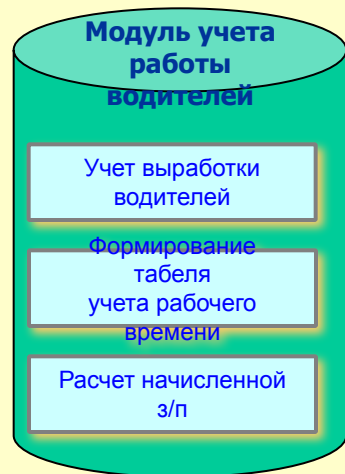 Модуль учета
работы
водителей
Учет выработки
водителей
Формирование
табеля
учета рабочего
времени
Расчет начисленной
з/п